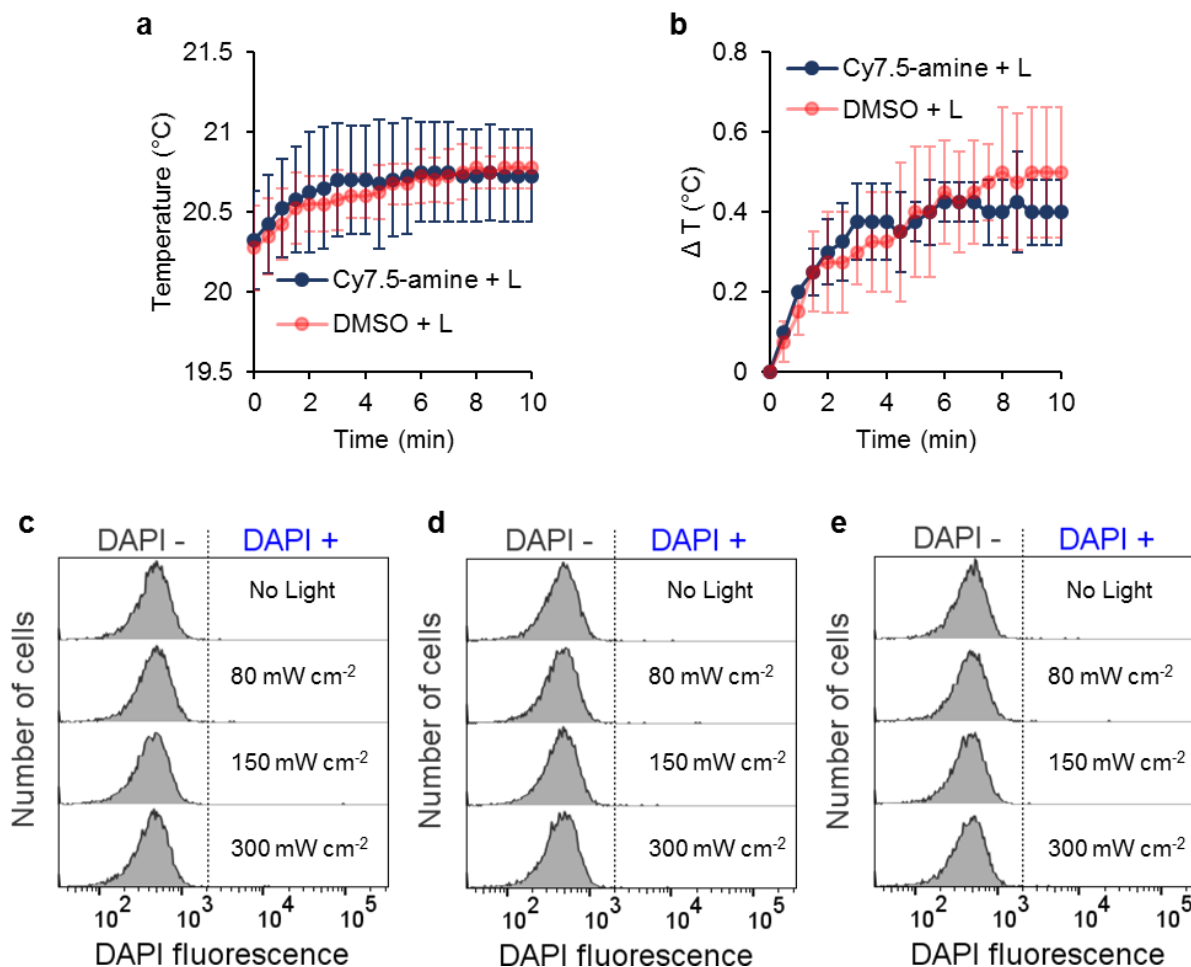 a
21.5
21
20.5
20
19.5
Temperature (°C)
Cy7.5-amine + L
DMSO + L
0 2 4 6 8 10
Time (min)
b
0.8
0.6
0.4
0.2
0
Δ T (°C)
Cy7.5-amine + L
DMSO + L
0 2 4 6 8 10
Time (min)
c
DAPI - DAPI +
Number of cells
No Light
80 mW cm-2
150 mW cm-2
300 mW cm-2
10^2 10^3 10^4 10^5
DAPI fluorescence
d
DAPI - DAPI +
Number of cells
No Light
80 mW cm-2
150 mW cm-2
300 mW cm-2
10^2 10^3 10^4 10^5
DAPI fluorescence
e
DAPI - DAPI +
Number of cells
No Light
80 mW cm-2
150 mW cm-2
300 mW cm-2
10^2 10^3 10^4 10^5
DAPI fluorescence